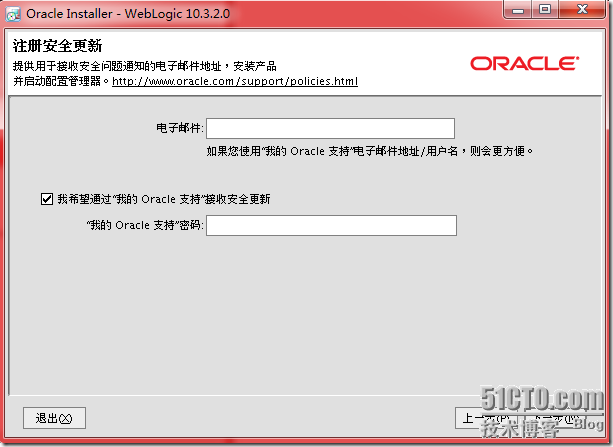 Oracle Installer - WebLogic 10.3.2.0
注册安全更新
提供用于接收安全问题通知的电子邮件地址，安装产品
并启动配置管理器。http://www.oracle.com/support/policies.html
ORACLE
电子邮件:
如果您使用“我的 Oracle 支持”电子邮件地址/用户名，则会更方便。
我希望通过“我的 Oracle 支持”接收安全更新
“我的 Oracle 支持”密码:
退出(X)
上一步(P)
51CTO.com
技术博客 Blog